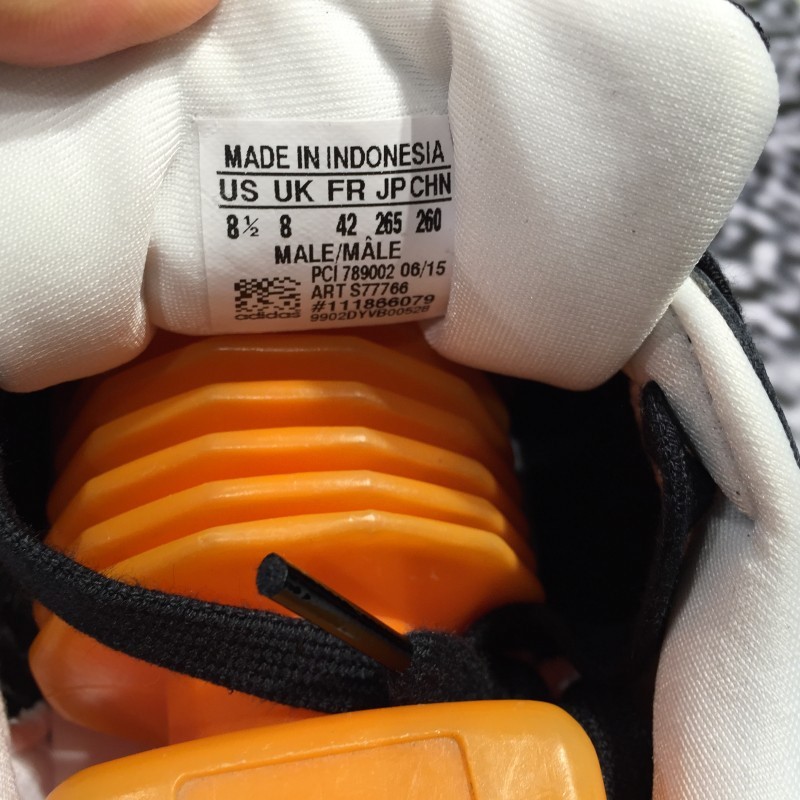 MADE IN INDONESIA
US UK FR JP CHN
8½ 8 42 265 260
MALE/MÂLE
PCI 789002 06/15
ART S77766
#111866079
adidas 9902DYVB00528